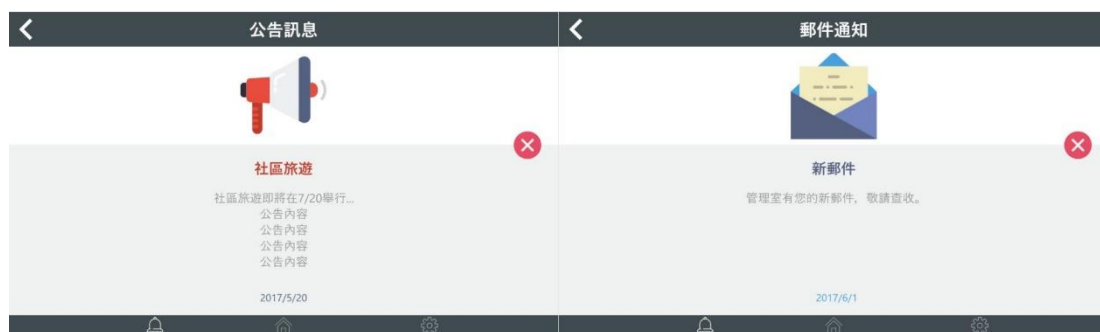 公告訊息
社區旅遊
社區旅遊即將在7/20舉行...
公告內容
公告內容
公告內容
公告內容
2017/5/20
郵件通知
新郵件
管理室有您的新郵件，敬請查收。
2017/6/1